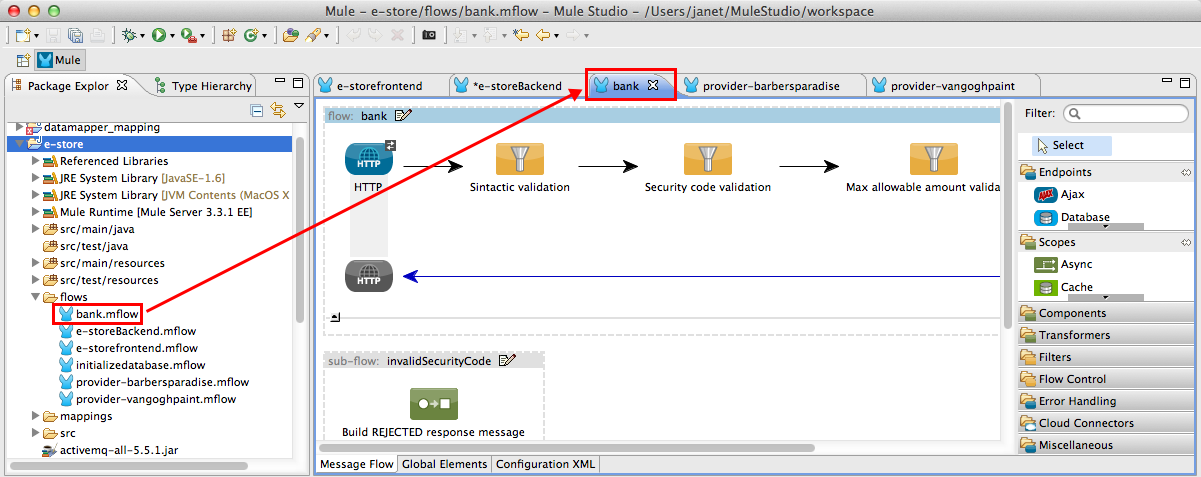 Mule – e-store/flows/bank.mflow – Mule Studio – /Users/janet/MuleStudio/workspace
Mule
Package Explor
Type Hierarchy
datamapper_mapping
e-store
Referenced Libraries
JRE System Library [JavaSE-1.6]
JRE System Library [JVM Contents (MacOS X
Mule Runtime [Mule Server 3.3.1 EE]
src/main/java
src/test/java
src/main/resources
src/test/resources
flows
bank.mflow
e-storeBackend.mflow
e-storefrontend.mflow
initializedatabase.mflow
provider-barbersparadise.mflow
provider-vangoghpaint.mflow
mappings
src
activemq-all-5.5.1.jar
e-storefrontend
*e-storeBackend
bank
provider-barbersparadise
provider-vangoghpaint
flow: bank
HTTP
HTTP
Sintactic validation
Security code validation
Max allowable amount valida
HTTP
sub-flow: invalidSecurityCode
Build REJECTED response message
Message Flow
Global Elements
Configuration XML
Filter:
Select
Endpoints
AJAX
Ajax
Database
Scopes
Async
Cache
Components
Transformers
Filters
Flow Control
Error Handling
Cloud Connectors
Miscellaneous